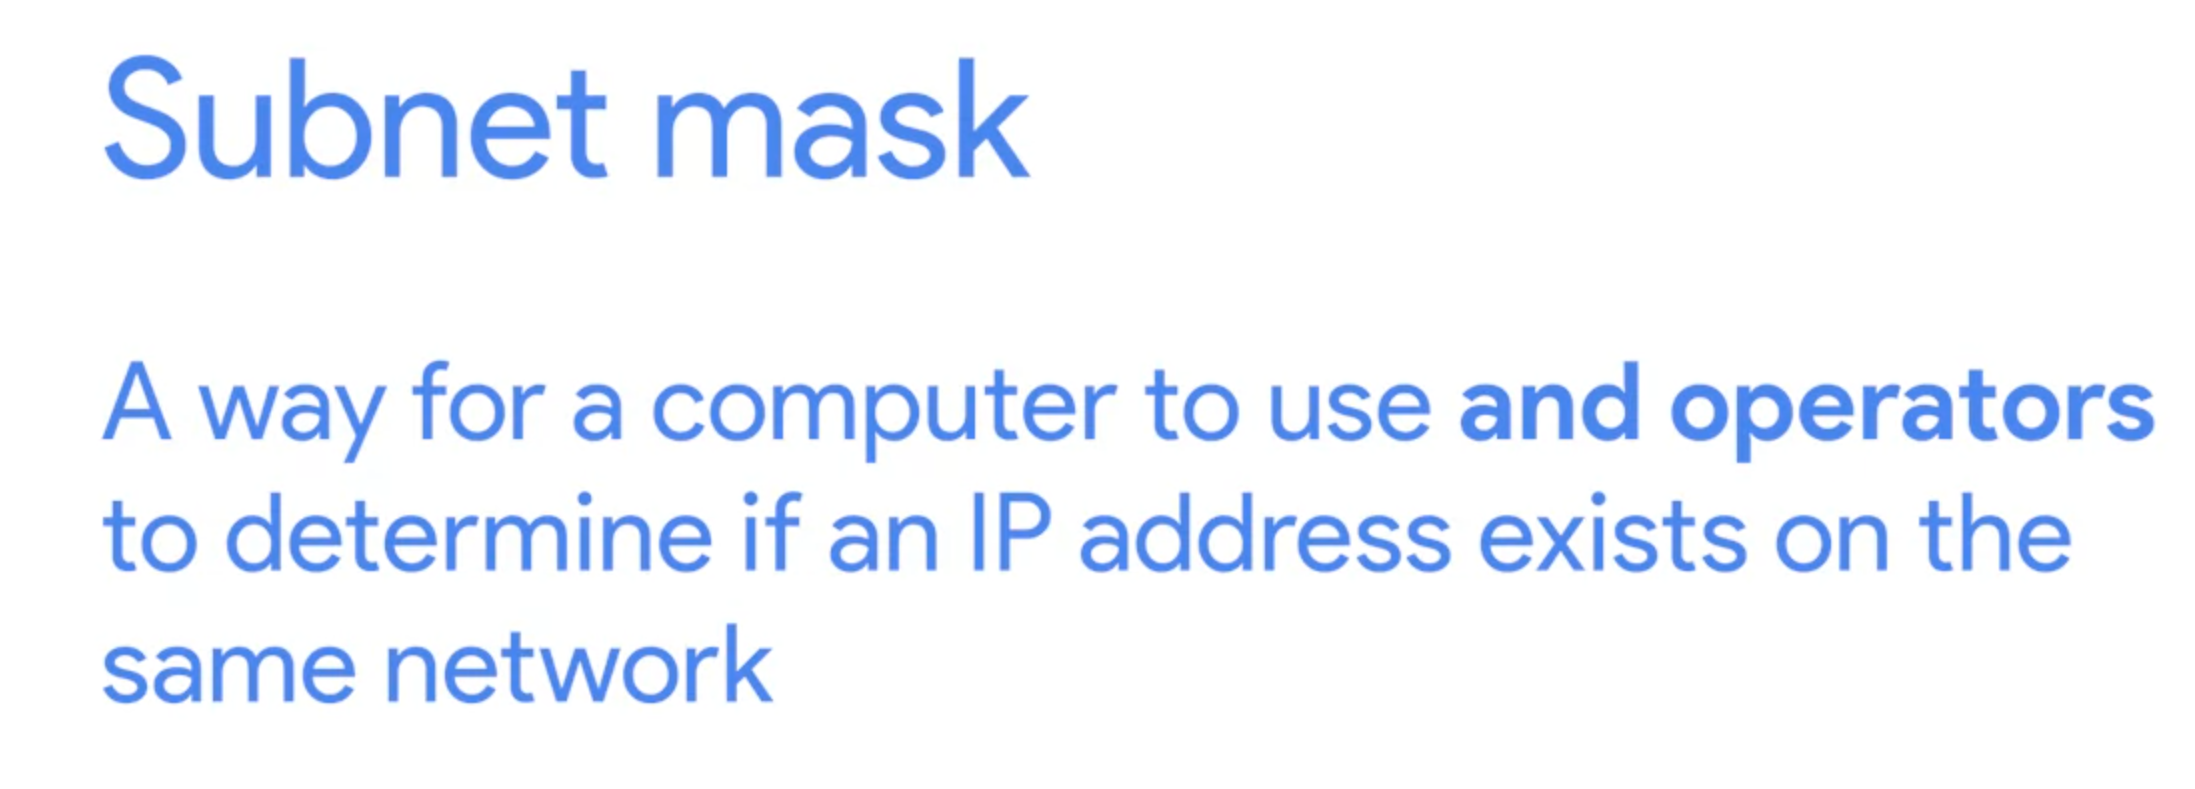 Subnet mask
A way for a computer to use and operators
to determine if an IP address exists on the
same network